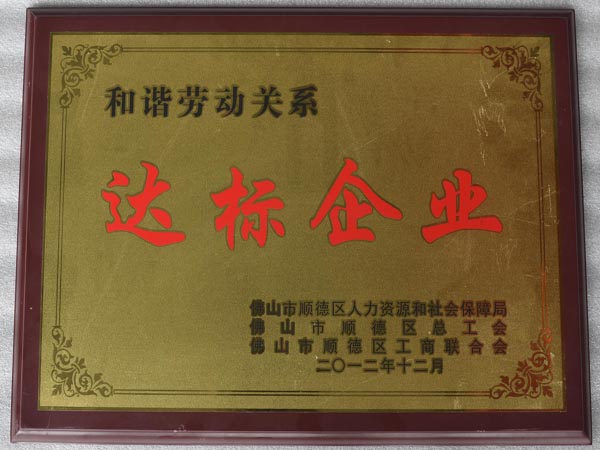 和谐劳动关系
达标企业
佛山市顺德区人力资源和社会保障局
佛山市顺德区总工会
佛山市顺德区工商联合会
二〇一二年十二月